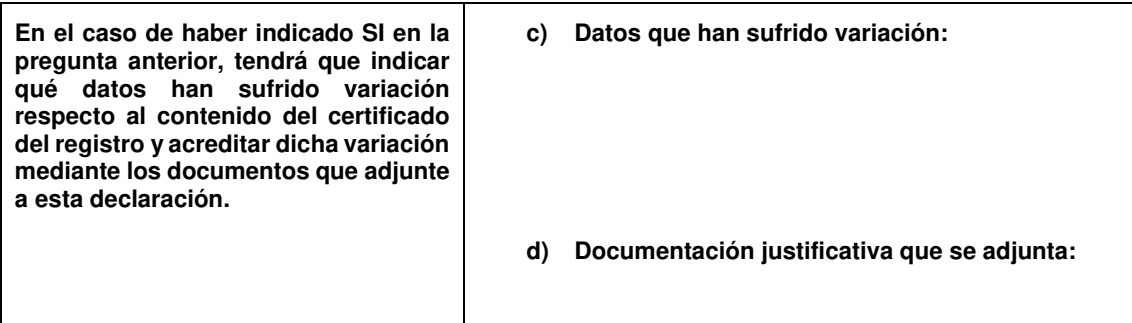 En el caso de haber indicado SI en la
pregunta anterior, tendrá que indicar
qué datos han sufrido variación
respecto al contenido del certificado
del registro y acreditar dicha variación
mediante los documentos que adjunte
a esta declaración.
c) Datos que han sufrido variación:
d) Documentación justificativa que se adjunta: